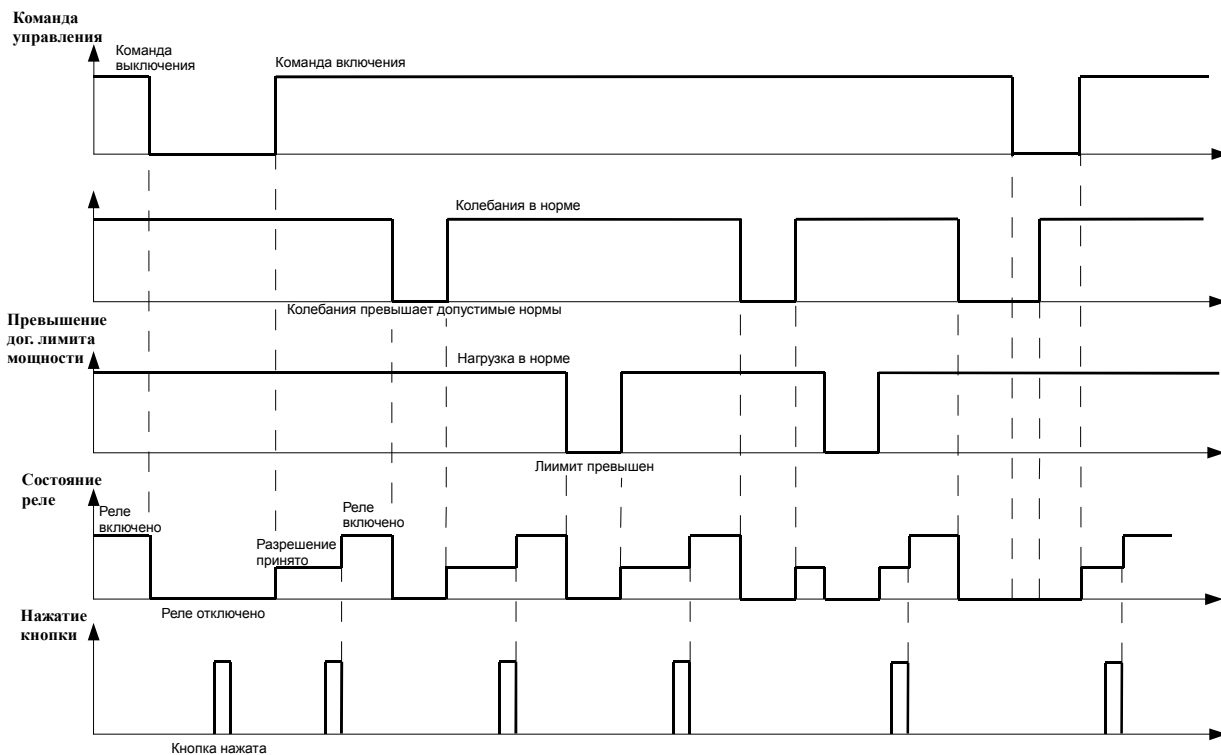 Команда
управления
Команда
выключения
Команда включения
Колебания в норме
Колебания превышает допустимые нормы
Превышение
дог. лимита
мощности
Нагрузка в норме
Лиимит превышен
Состояние
реле
Реле
включено
Реле
включено
Разрешение
принято
Реле отключено
Нажатие
кнопки
Кнопка нажата